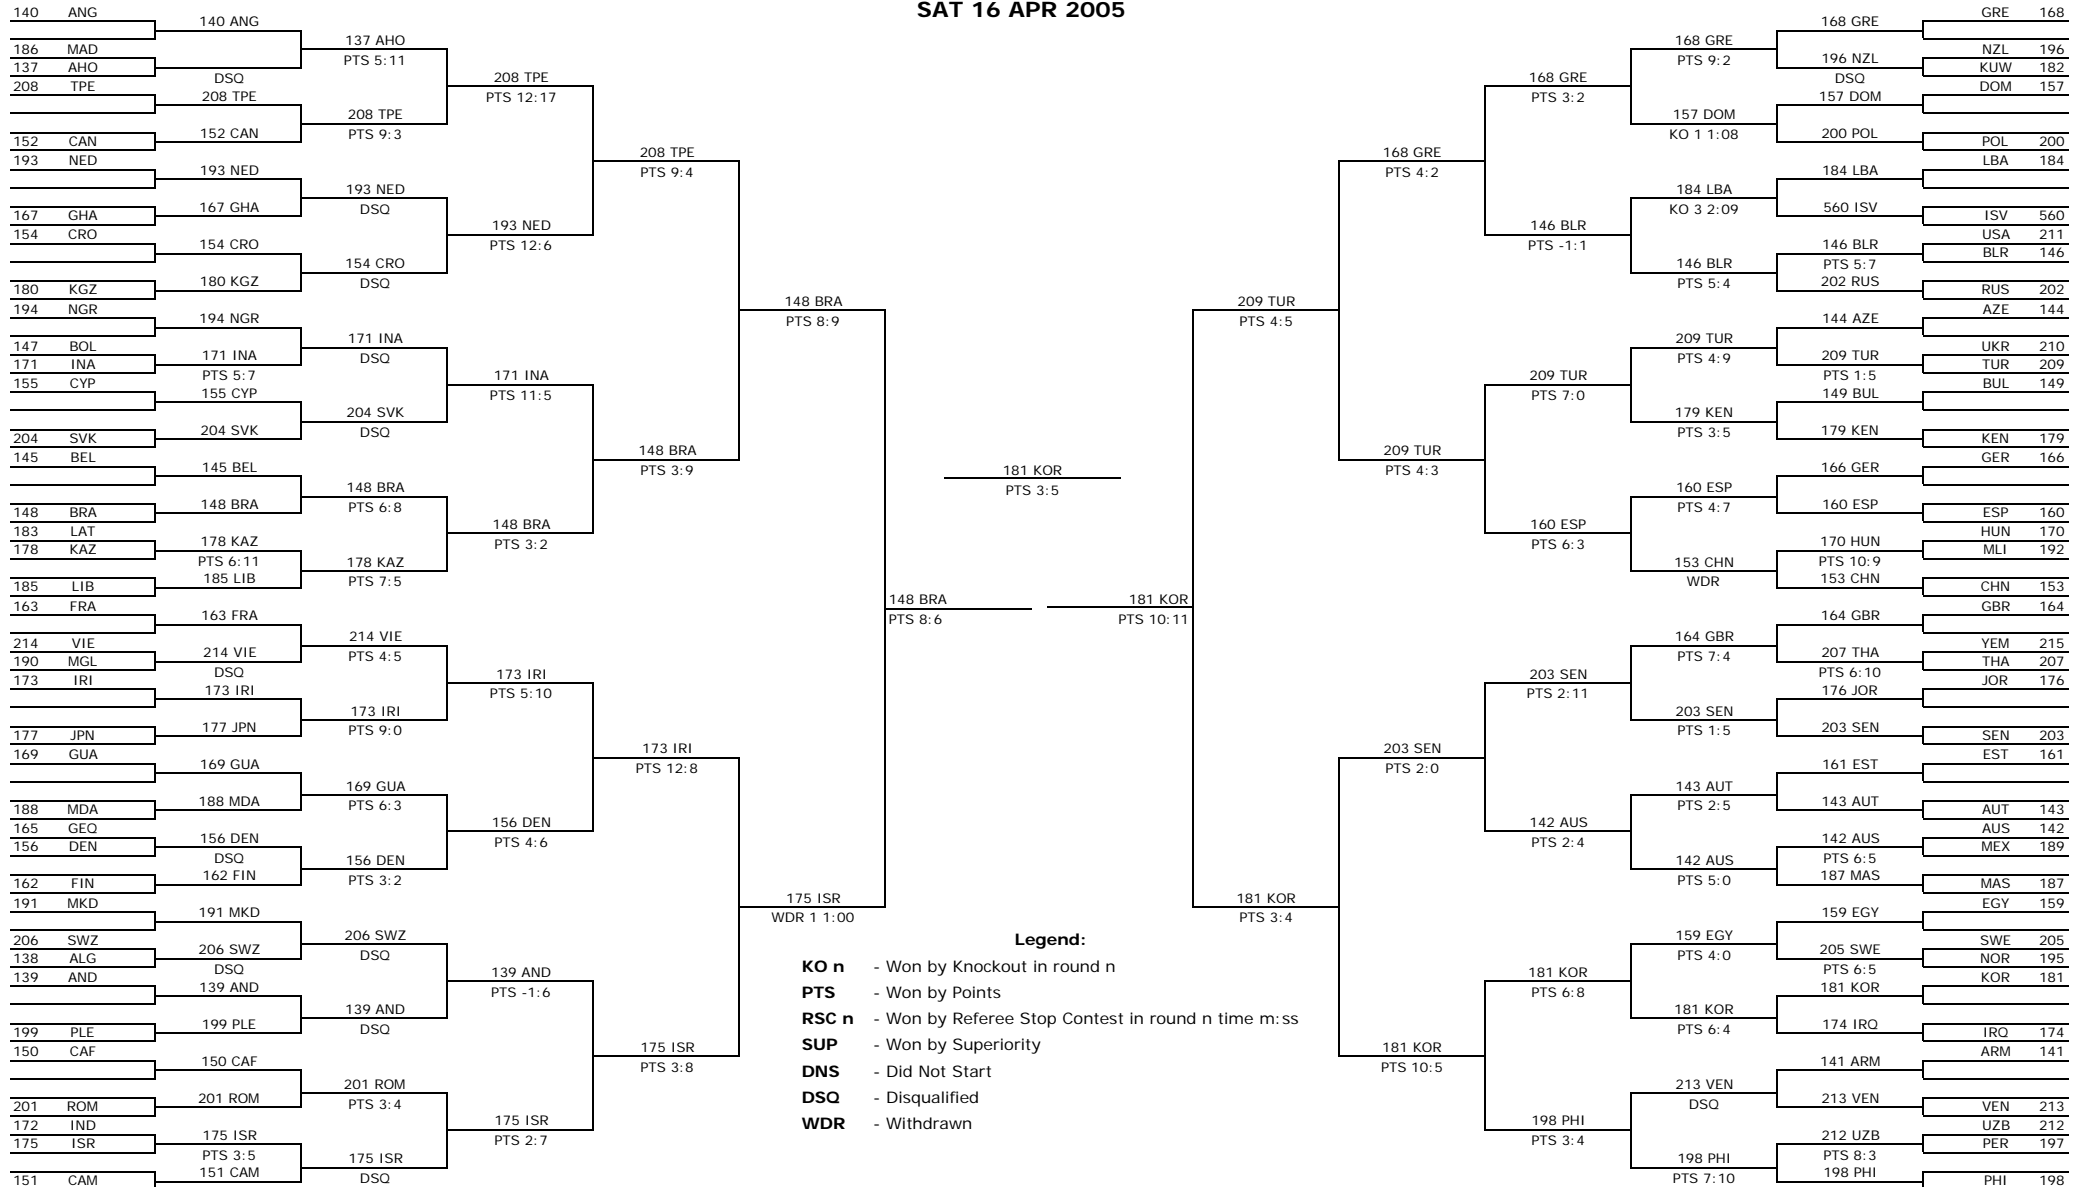 SAT 16 APR 2005
140 ANG
186 MAD
137 AHO
208 TPE
152 CAN
193 NED
167 GHA
154 CRO
180 KGZ
194 NGR
147 BOL
171 INA
155 CYP
204 SVK
145 BEL
148 BRA
183 LAT
178 KAZ
185 LIB
163 FRA
214 VIE
190 MGL
173 IRI
177 JPN
169 GUA
188 MDA
165 GEQ
156 DEN
162 FIN
191 MKD
206 SWZ
138 ALG
139 AND
199 PLE
150 CAF
201 ROM
172 IND
175 ISR
151 CAM
140 ANG
DSQ
208 TPE
152 CAN
193 NED
167 GHA
154 CRO
180 KGZ
194 NGR
171 INA
PTS 5:7
155 CYP
204 SVK
145 BEL
148 BRA
178 KAZ
PTS 6:11
185 LIB
163 FRA
214 VIE
DSQ
173 IRI
177 JPN
169 GUA
188 MDA
156 DEN
DSQ
162 FIN
191 MKD
206 SWZ
DSQ
139 AND
199 PLE
150 CAF
201 ROM
175 ISR
PTS 3:5
151 CAM
137 AHO
PTS 5:11
208 TPE
PTS 9:3
193 NED
DSQ
154 CRO
DSQ
171 INA
DSQ
204 SVK
DSQ
148 BRA
PTS 6:8
178 KAZ
PTS 7:5
214 VIE
PTS 4:5
173 IRI
PTS 9:0
169 GUA
PTS 6:3
156 DEN
PTS 3:2
206 SWZ
DSQ
139 AND
DSQ
201 ROM
PTS 3:4
175 ISR
DSQ
208 TPE
PTS 12:17
193 NED
PTS 12:6
171 INA
PTS 11:5
148 BRA
PTS 3:2
173 IRI
PTS 5:10
156 DEN
PTS 4:6
139 AND
PTS -1:6
175 ISR
PTS 2:7
208 TPE
PTS 9:4
148 BRA
PTS 3:9
173 IRI
PTS 12:8
175 ISR
PTS 3:8
148 BRA
PTS 8:9
175 ISR
WDR 1 1:00
148 BRA
PTS 8:6
181 KOR
PTS 3:5
181 KOR
PTS 10:11
209 TUR
PTS 4:5
181 KOR
PTS 3:4
168 GRE
PTS 4:2
209 TUR
PTS 4:3
203 SEN
PTS 2:0
181 KOR
PTS 10:5
168 GRE
PTS 3:2
146 BLR
PTS -1:1
209 TUR
PTS 7:0
160 ESP
PTS 6:3
203 SEN
PTS 2:11
142 AUS
PTS 2:4
181 KOR
PTS 6:8
198 PHI
PTS 3:4
168 GRE
PTS 9:2
157 DOM
KO 1 1:08
184 LBA
KO 3 2:09
146 BLR
PTS 5:4
209 TUR
PTS 4:9
179 KEN
PTS 3:5
160 ESP
PTS 4:7
153 CHN
WDR
164 GBR
PTS 7:4
203 SEN
PTS 1:5
143 AUT
PTS 2:5
142 AUS
PTS 5:0
159 EGY
PTS 4:0
181 KOR
PTS 6:4
213 VEN
DSQ
198 PHI
PTS 7:10
168 GRE
196 NZL
DSQ
157 DOM
200 POL
184 LBA
560 ISV
146 BLR
PTS 5:7
202 RUS
144 AZE
209 TUR
PTS 1:5
149 BUL
179 KEN
166 GER
160 ESP
170 HUN
PTS 10:9
153 CHN
164 GBR
207 THA
PTS 6:10
176 JOR
203 SEN
161 EST
143 AUT
142 AUS
PTS 6:5
187 MAS
159 EGY
205 SWE
PTS 6:5
181 KOR
174 IRQ
141 ARM
213 VEN
212 UZB
PTS 8:3
198 PHI
GRE 168
NZL 196
KUW 182
DOM 157
POL 200
LBA 184
ISV 560
USA 211
BLR 146
RUS 202
AZE 144
UKR 210
TUR 209
BUL 149
KEN 179
GER 166
ESP 160
HUN 170
MLI 192
CHN 153
GBR 164
YEM 215
THA 207
JOR 176
SEN 203
EST 161
AUT 143
AUS 142
MEX 189
MAS 187
EGY 159
SWE 205
NOR 195
KOR 181
IRQ 174
ARM 141
VEN 213
UZB 212
PER 197
PHI 198
Legend:
KO n - Won by Knockout in round n
PTS - Won by Points
RSC n - Won by Referee Stop Contest in round n time m:ss
SUP - Won by Superiority
DNS - Did Not Start
DSQ - Disqualified
WDR - Withdrawn